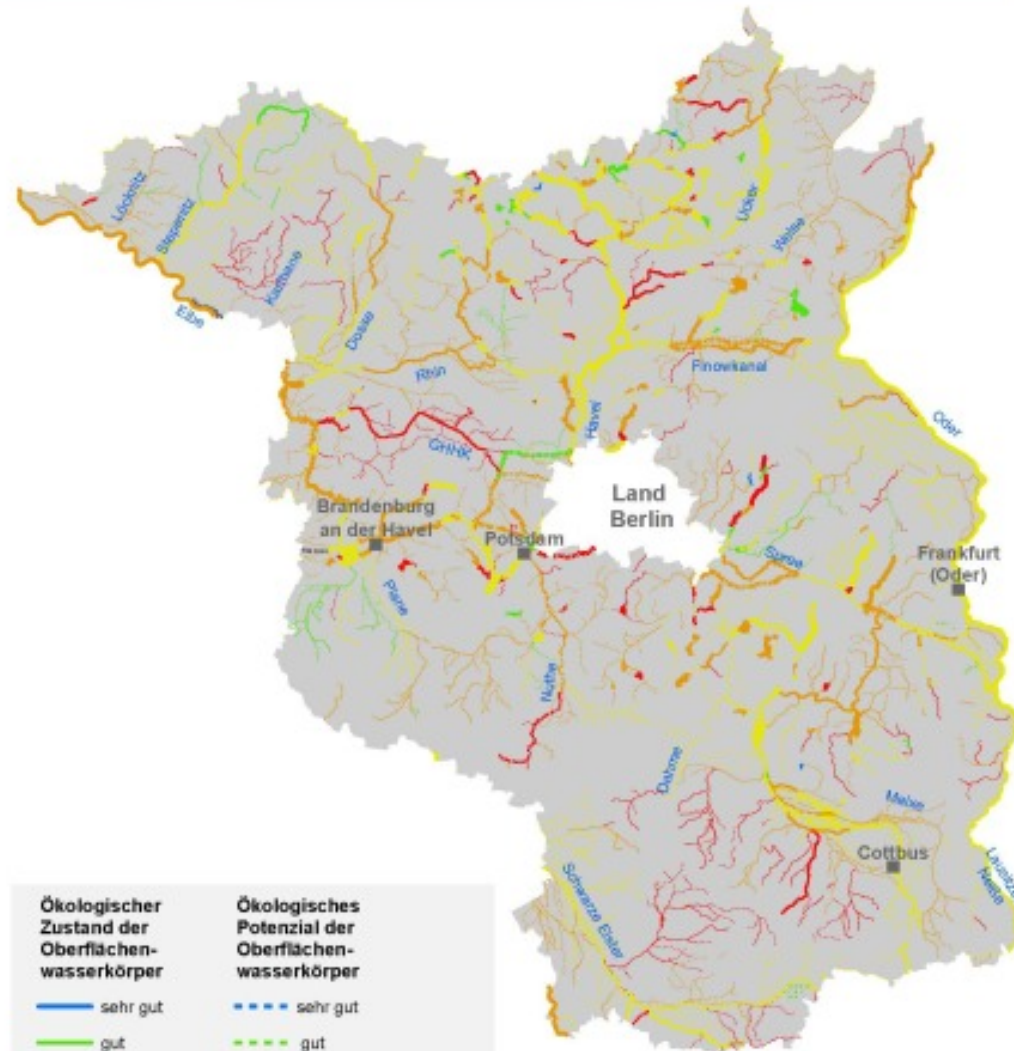 Löcknitz
Stepenitz
Karthane
Elbe
Dosse
Ucker
Welse
Rhin
Finowkanal
Havel
Oder
GHHK
Land
Berlin
Brandenburg
an der Havel
Potsdam
Spree
Frankfurt
(Oder)
Plane
Nuthe
Dahme
Malxe
Cottbus
Neiße
Schwarze Elster
Ökologischer
Zustand der
Oberflächen-
wasserkörper
Ökologisches
Potenzial der
Oberflächen-
wasserkörper
sehr gut
sehr gut
gut
gut